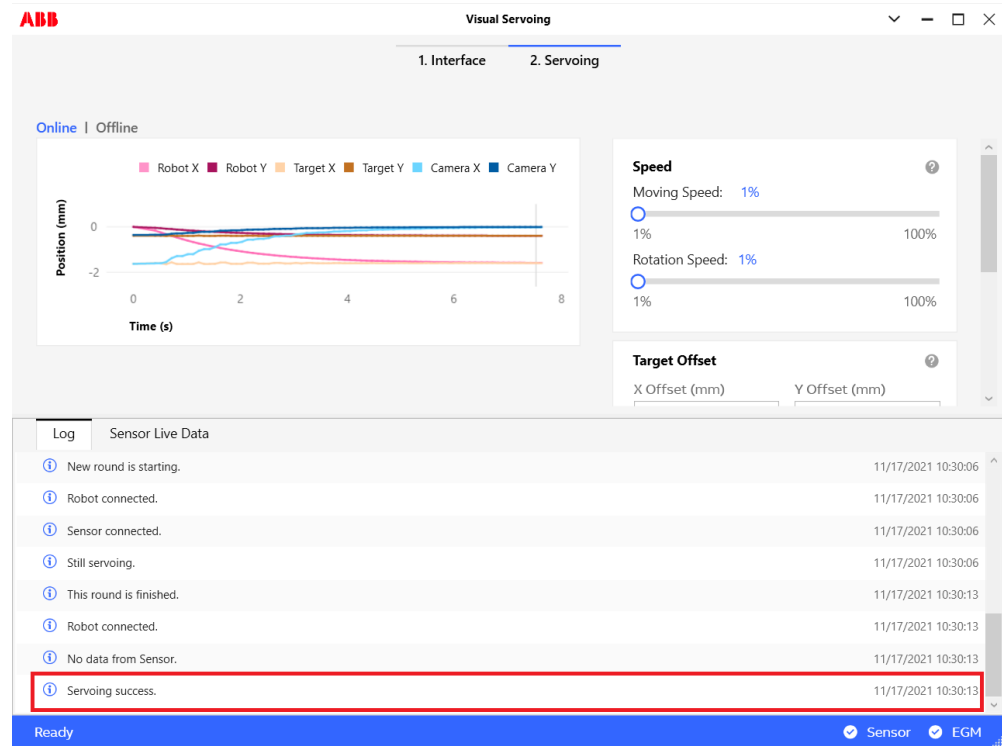 ABB Visual Servoing
1. Interface 2. Servoing
Online | Offline
Robot X Robot Y Target X Target Y Camera X Camera Y
Position (mm)
0
-2
0 2 4 6 8
Time (s)
Speed
Moving Speed: 1%
1% 100%
Rotation Speed: 1%
1% 100%
Target Offset
X Offset (mm) Y Offset (mm)
Log Sensor Live Data
New round is starting. 11/17/2021 10:30:06
Robot connected. 11/17/2021 10:30:06
Sensor connected. 11/17/2021 10:30:06
Still servoing. 11/17/2021 10:30:06
This round is finished. 11/17/2021 10:30:13
Robot connected. 11/17/2021 10:30:13
No data from Sensor. 11/17/2021 10:30:13
Servoing success. 11/17/2021 10:30:13
Ready Sensor EGM